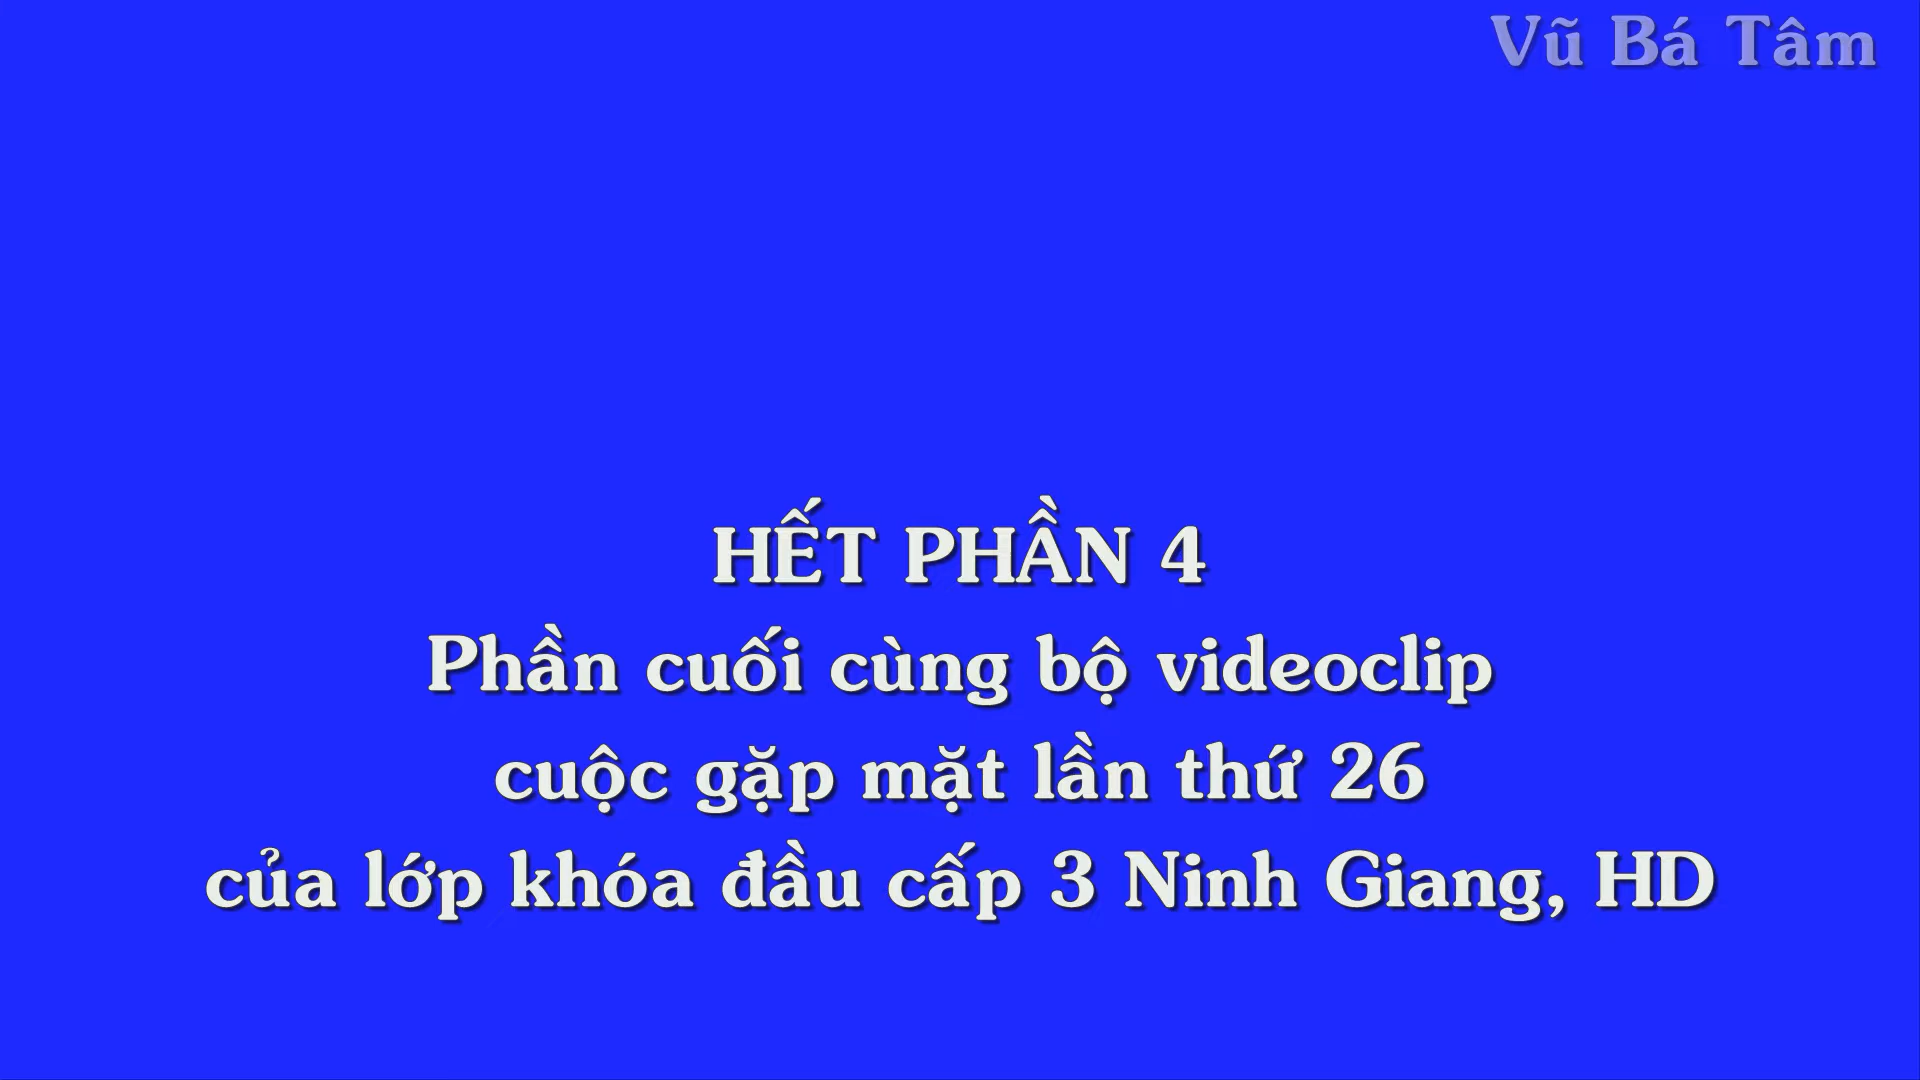 Vũ Bá Tâm
HẾT PHẦN 4
Phần cuối cùng bộ videoclip
cuộc gặp mặt lần thứ 26
của lớp khóa đầu cấp 3 Ninh Giang, HD